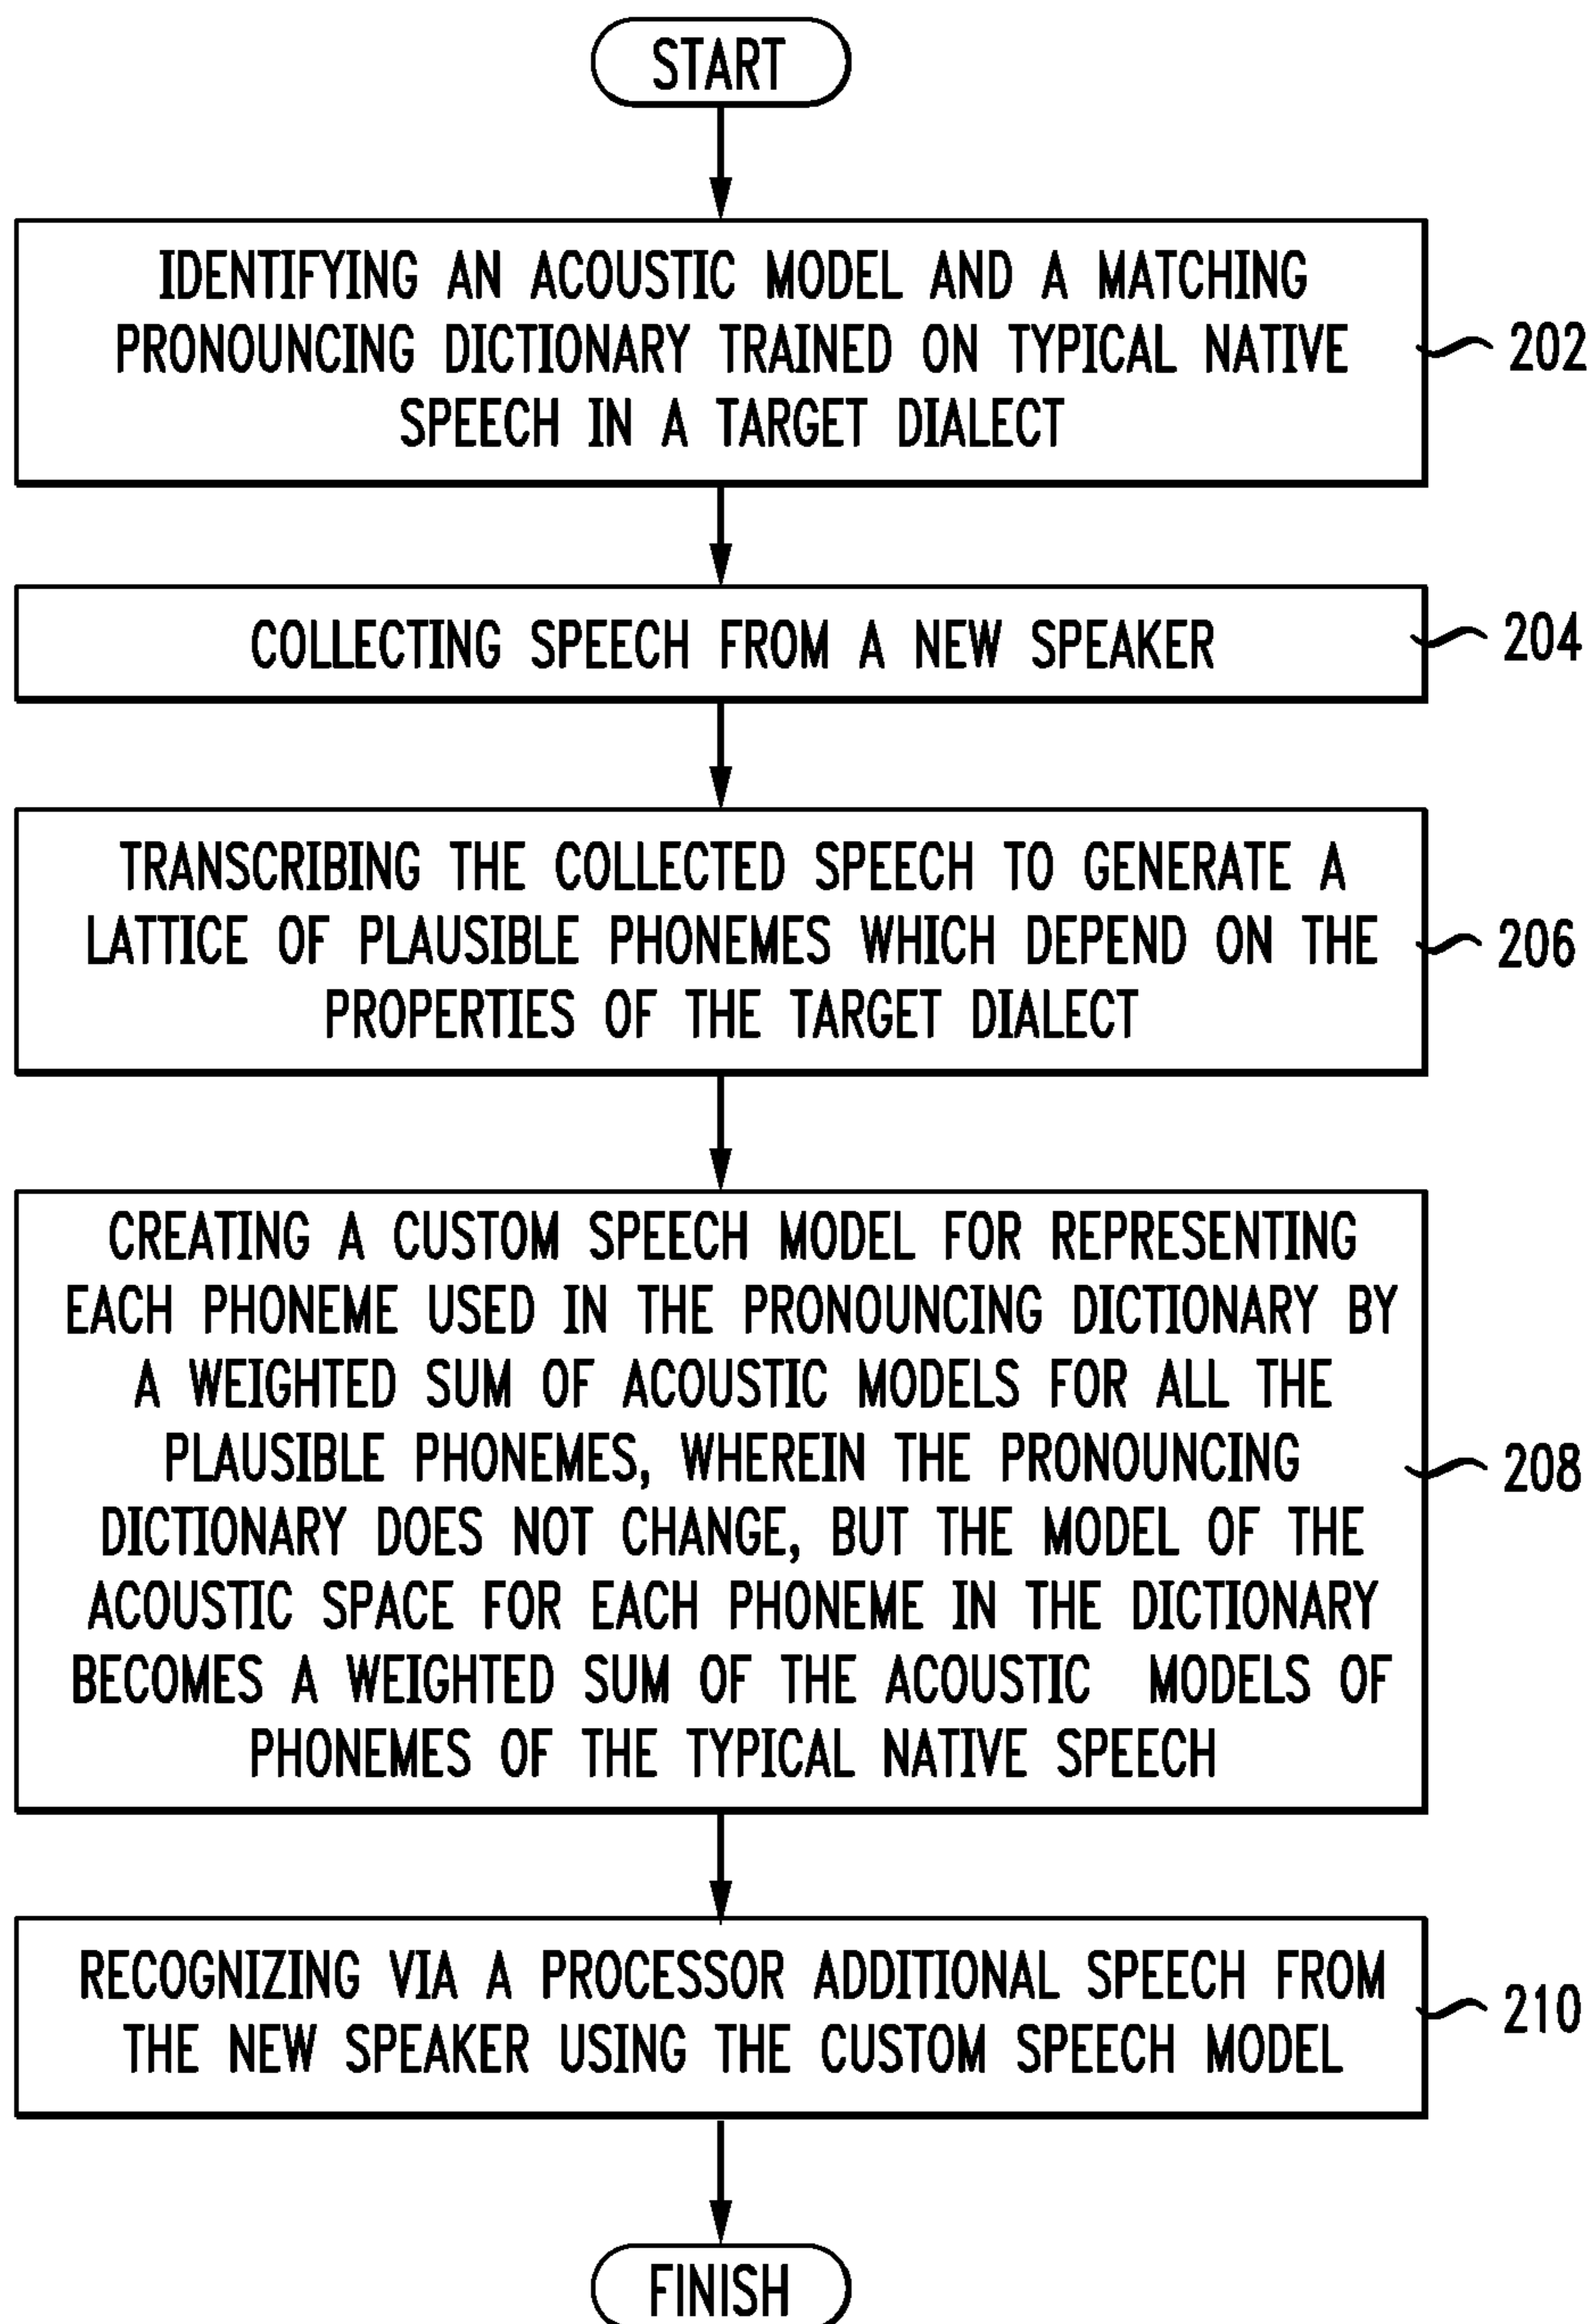 START
IDENTIFYING AN ACOUSTIC MODEL AND A MATCHING
PRONOUNCING DICTIONARY TRAINED ON TYPICAL NATIVE
SPEECH IN A TARGET DIALECT
202
COLLECTING SPEECH FROM A NEW SPEAKER
204
TRANSCRIBING THE COLLECTED SPEECH TO GENERATE A
LATTICE OF PLAUSIBLE PHONEMES WHICH DEPEND ON THE
PROPERTIES OF THE TARGET DIALECT
206
CREATING A CUSTOM SPEECH MODEL FOR REPRESENTING
EACH PHONEME USED IN THE PRONOUNCING DICTIONARY BY
A WEIGHTED SUM OF ACOUSTIC MODELS FOR ALL THE
PLAUSIBLE PHONEMES, WHEREIN THE PRONOUNCING
DICTIONARY DOES NOT CHANGE, BUT THE MODEL OF THE
ACOUSTIC SPACE FOR EACH PHONEME IN THE DICTIONARY
BECOMES A WEIGHTED SUM OF THE ACOUSTIC MODELS OF
PHONEMES OF THE TYPICAL NATIVE SPEECH
208
RECOGNIZING VIA A PROCESSOR ADDITIONAL SPEECH FROM
THE NEW SPEAKER USING THE CUSTOM SPEECH MODEL
210
FINISH